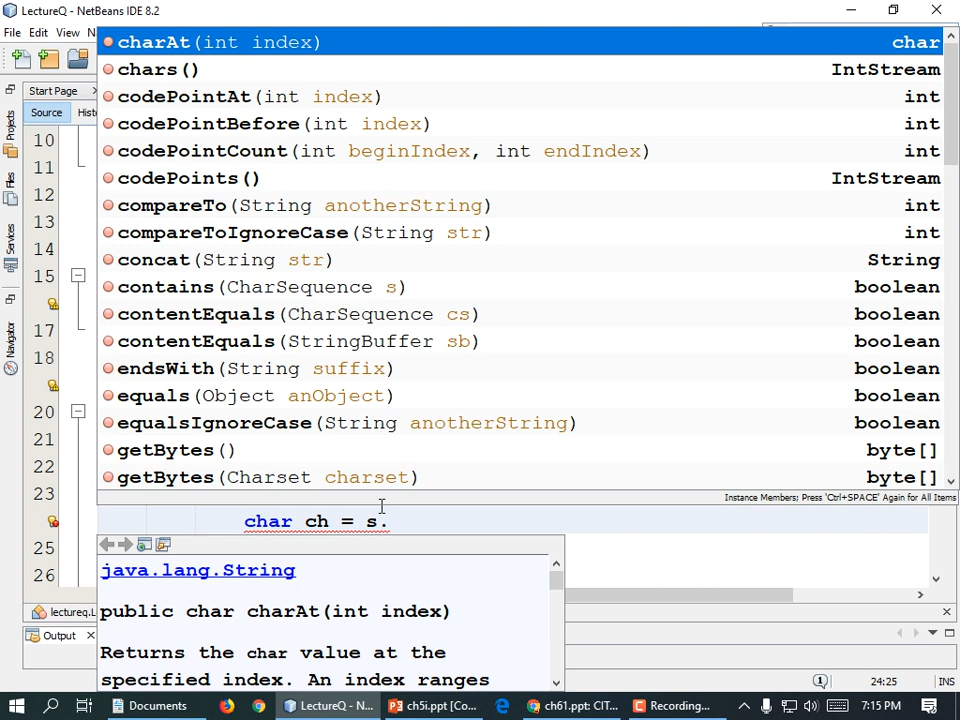 LectureQ - NetBeans IDE 8.2
File Edit View
charAt(int index) char
chars() IntStream
Start Page
codePointAt(int index) int
Source Hist
codePointBefore(int index) int
codePointCount(int beginIndex, int endIndex) int
codePoints() IntStream
compareTo(String anotherString) int
compareToIgnoreCase(String str) int
concat(String str) String
contains(CharSequence s) boolean
contentEquals(CharSequence cs) boolean
contentEquals(StringBuffer sb) boolean
endsWith(String suffix) boolean
equals(Object anObject) boolean
equalsIgnoreCase(String anotherString) boolean
getBytes() byte[]
getBytes(Charset charset) byte[]
Instance Members; Press 'Ctrl+SPACE' Again for All Items
Projects
Files
Services
Navigator
10
11
12
13
14
15
17
18
20
21
22
23
char ch = s.
25
26
java.lang.String
public char charAt(int index)
Returns the char value at the
specified index. An index ranges
lectureq.L
Output
24:25 INS
Documents
LectureQ - N...
ch5i.ppt [Co...
ch61.ppt: CIT...
Recording...
7:15 PM